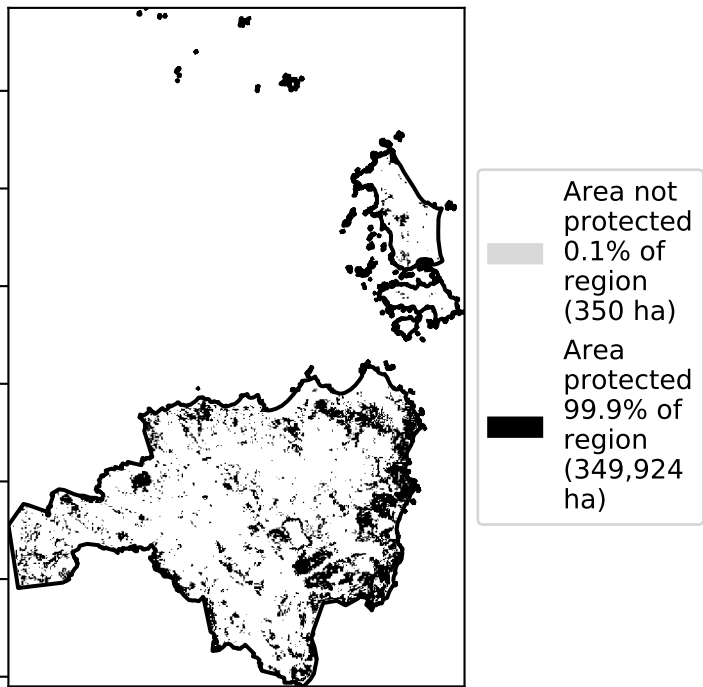 Area not
protected
0.1% of
region
(350 ha)
Area
protected
99.9% of
region
(349,924
ha)